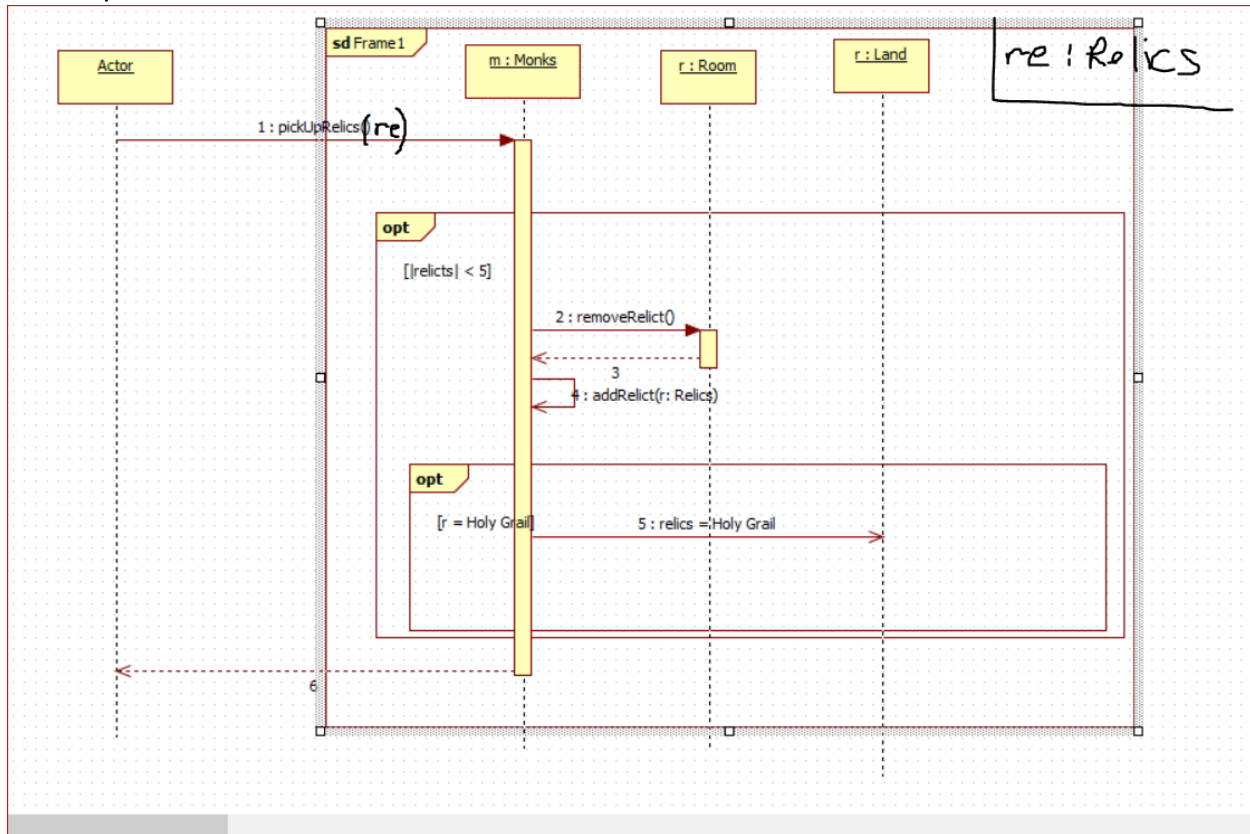 sd Frame1
Actor
m : Monks
r : Room
r : Land
re : Relics
1 : pickUpRelics() (re)
opt
[|relicts| < 5]
2 : removeRelict()
3
4 : addRelict(r: Relics)
opt
[r = Holy Grail]
5 : relics = Holy Grail
6